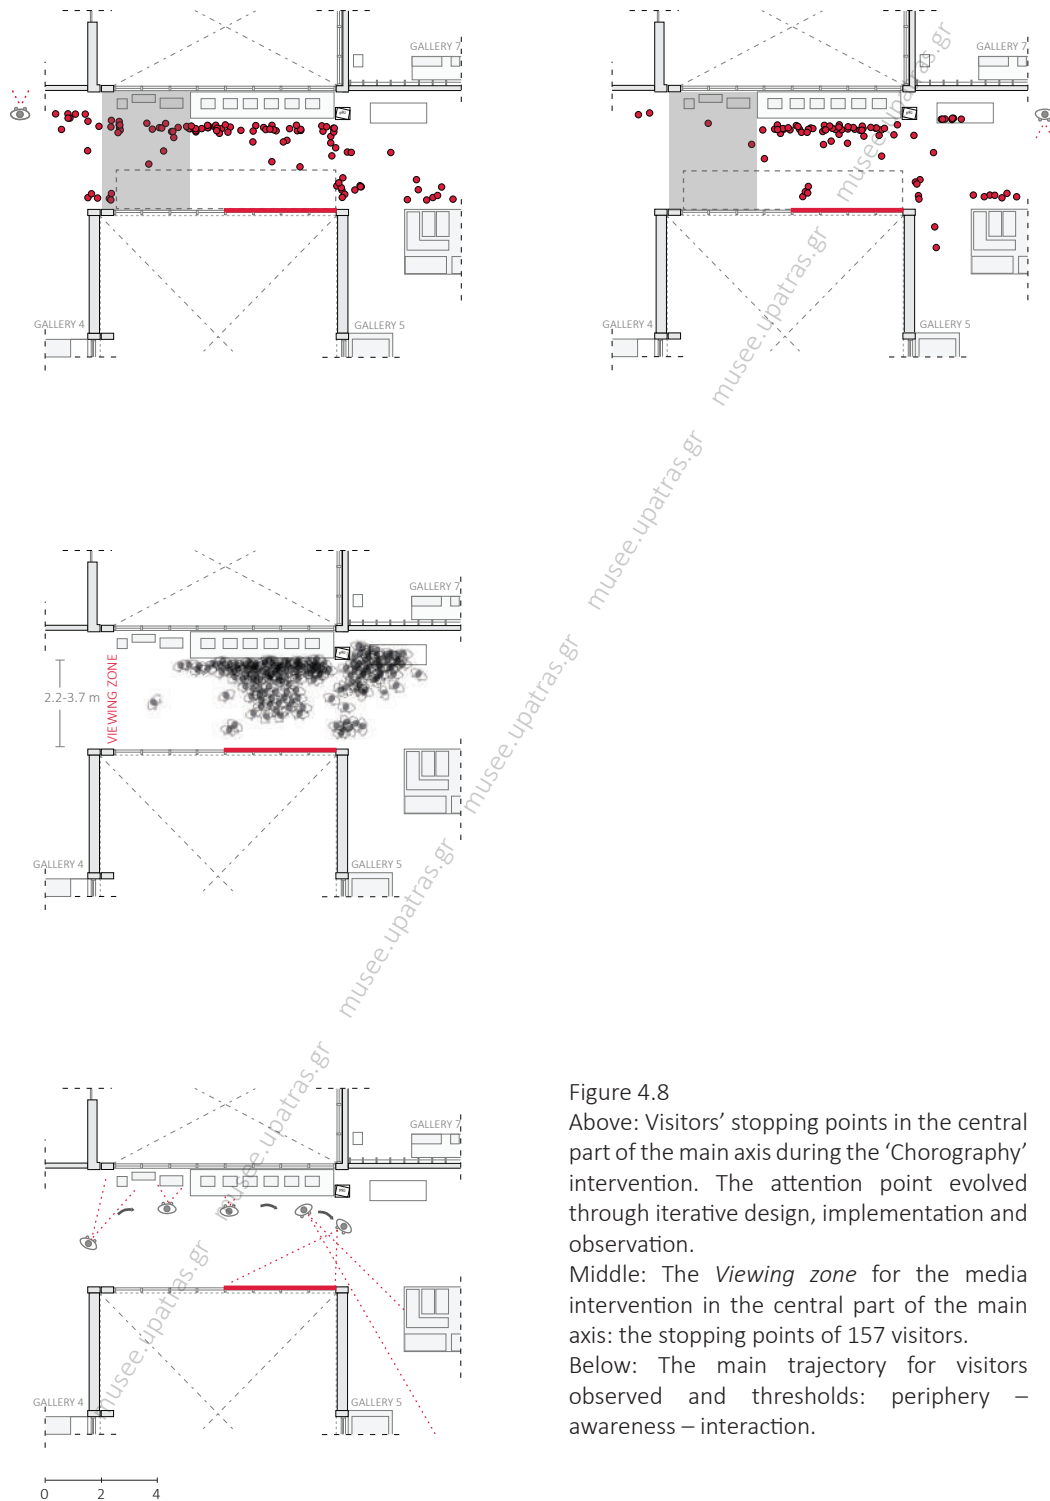 GALLERY 7
GALLERY 4
GALLERY 5
GALLERY 7
GALLERY 4
GALLERY 5
GALLERY 7
2.2-3.7 m
VIEWING ZONE
GALLERY 4
GALLERY 5
GALLERY 7
GALLERY 4
GALLERY 5
0 2 4
Figure 4.8
Above: Visitors’ stopping points in the central
part of the main axis during the ‘Chorography’
intervention. The attention point evolved
through iterative design, implementation and
observation.
Middle: The Viewing zone for the media
intervention in the central part of the main
axis: the stopping points of 157 visitors.
Below: The main trajectory for visitors
observed and thresholds: periphery –
awareness – interaction.
musee.upatras.gr
musee.upatras.gr
musee.upatras.gr
musee.upatras.gr
musee.upatras.gr
musee.upatras.gr
musee.upatras.gr
musee.upatras.gr